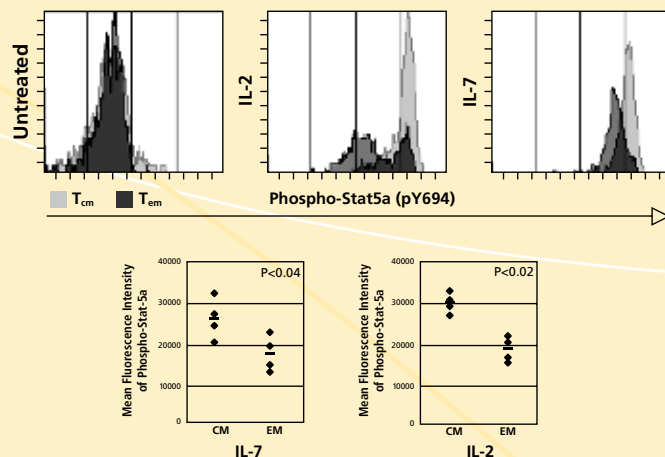 Untreated
IL-2
IL-7
Tcm Tem
Phospho-Stat5a (pY694)
Mean Fluorescence Intensity
of Phospho-Stat-5a
40000
30000
20000
10000
0
P<0.04
CM EM
IL-7
Mean Fluorescence Intensity
of Phospho-Stat-5a
40000
30000
20000
10000
0
P<0.02
CM EM
IL-2